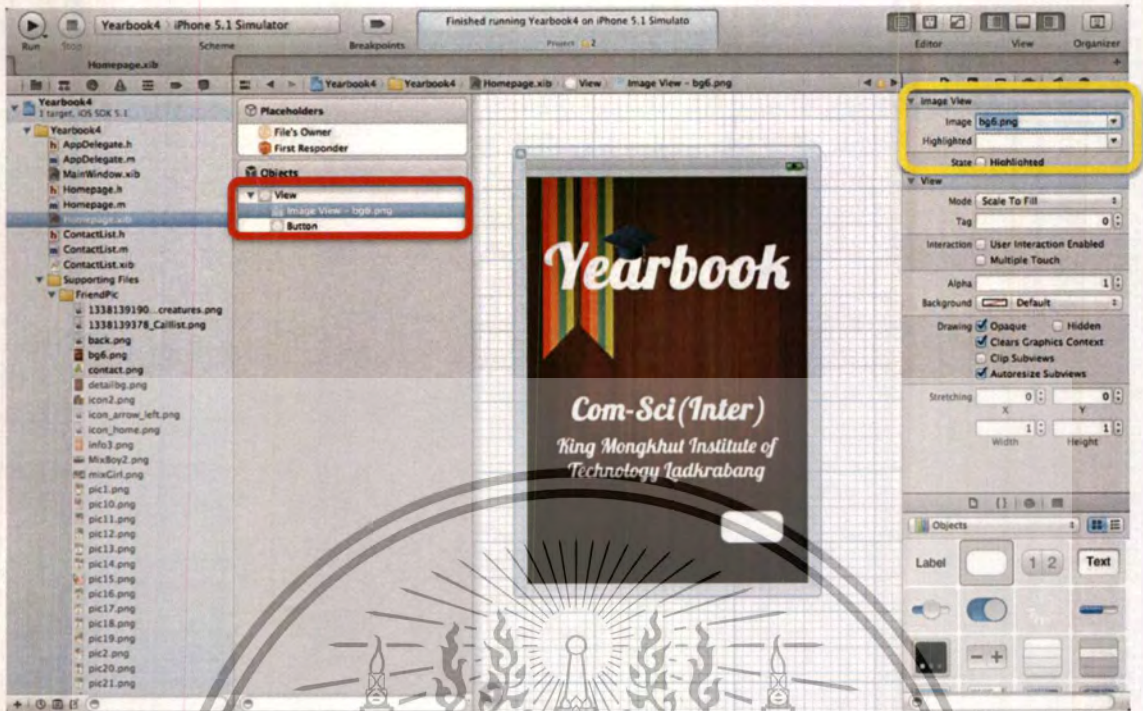 Yearbook4
iPhone 5.1 Simulator
Finished running Yearbook4 on iPhone 5.1 Simulato
Project 2
Run
Stop
Scheme
Breakpoints
Editor
View
Organizer
Homepage.xib
Yearbook4
Yearbook4
Homepage.xib
View
Image View - bg6.png
Yearbook4
1 target, iOS SDK 5.1
Yearbook4
AppDelegate.h
AppDelegate.m
MainWindow.xib
Homepage.h
Homepage.m
Homepage.xib
ContactList.h
ContactList.m
ContactList.xib
Supporting Files
FriendPic
1338139190...creatures.png
1338139378_Calllist.png
back.png
bg6.png
contact.png
detailbg.png
icon2.png
icon_arrow_left.png
icon_home.png
info3.png
MixBoy2.png
mixGirl.png
pic1.png
pic10.png
pic11.png
pic12.png
pic13.png
pic14.png
pic15.png
pic16.png
pic17.png
pic18.png
pic19.png
pic2.png
pic20.png
pic21.png
Placeholders
File's Owner
First Responder
Objects
View
Image View - bg6.png
Button
Yearbook
Com-Sci(Inter)
King Mongkhut Institute of
Technology Ladkrabang
Image View
Image bg6.png
Highlighted
State Highlighted
View
Mode Scale To Fill
Tag 0
Interaction User Interaction Enabled
Multiple Touch
Alpha 1
Background Default
Drawing Opaque Hidden
Clears Graphics Context
Clip Subviews
Autoresize Subviews
Stretching 0 0
X Y
1 1
Width Height
Objects
Label
1 2
Text